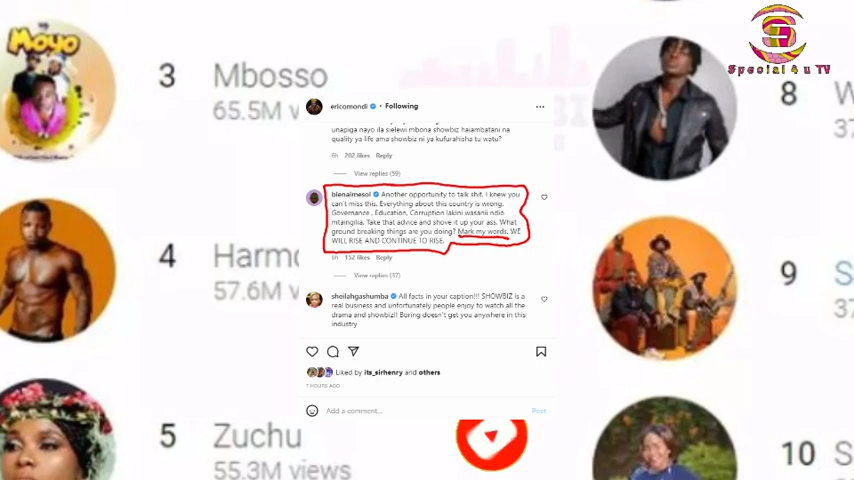 MOYO
3 Mbosso
65.5M v
4 Harmo
57.6M v
5 Zuchu
55.3M views
ericomondi • Following
unapiga nayo ila sielewi mbona showbiz haiambatani na
quality ya life ama showbiz ni ya kufurahisha tu watu?
6h 202 likes Reply
View replies (59)
bienaimesol Another opportunity to talk shit. I knew you
can't miss this. Everything about this country is wrong.
Governance , Education, Corruption lakini wasanii ndio
mtaingilia. Take that advice and shove it up your ass. What
ground breaking things are you doing? Mark my words. WE
WILL RISE AND CONTINUE TO RISE.
6h 152 likes Reply
View replies (37)
sheilahgashumba All facts in your caption!!! SHOWBIZ is a
real business and unfortunately people enjoy to watch all the
drama and showbiz!! Boring doesn't get you anywhere in this
industry
Liked by its_sirhenry and others
7 HOURS AGO
Add a comment... Post
Special 4 u TV
8 W
37
9 S
37
10 S